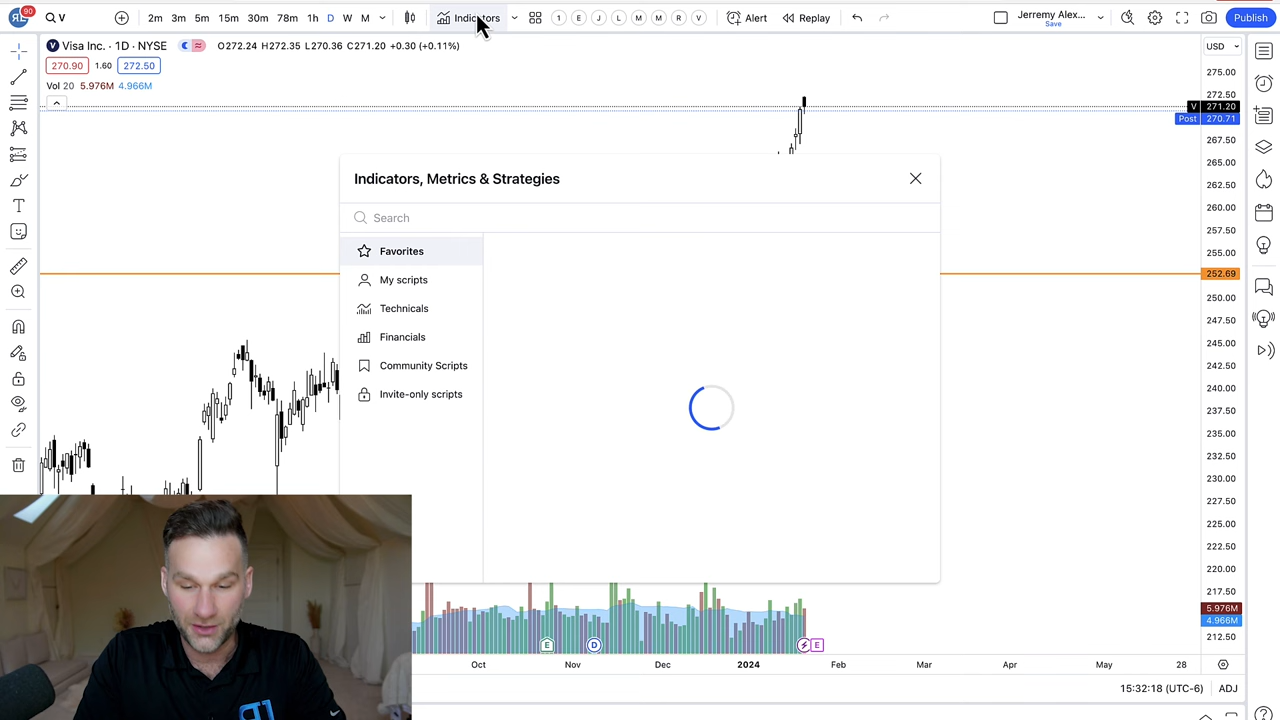 90
V
2m 3m 5m 15m 30m 78m 1h D W M
Indicators
1 E J L M M R V
Alert
Replay
Jerremy Alex...
Save
Publish
Visa Inc. · 1D · NYSE
O272.24 H272.35 L270.36 C271.20 +0.30 (+0.11%)
270.90 1.60 272.50
Vol 20 5.976M 4.966M
USD
275.00
272.50
V 271.20
Post 270.71
267.50
265.00
262.50
260.00
257.50
255.00
252.69
250.00
247.50
245.00
242.50
240.00
237.50
235.00
232.50
230.00
227.50
225.00
222.50
220.00
217.50
5.976M
4.966M
212.50
Indicators, Metrics & Strategies
Search
Favorites
My scripts
Technicals
Financials
Community Scripts
Invite-only scripts
E
D
E
Oct Nov Dec 2024 Feb Mar Apr May 28
15:32:18 (UTC-6) ADJ